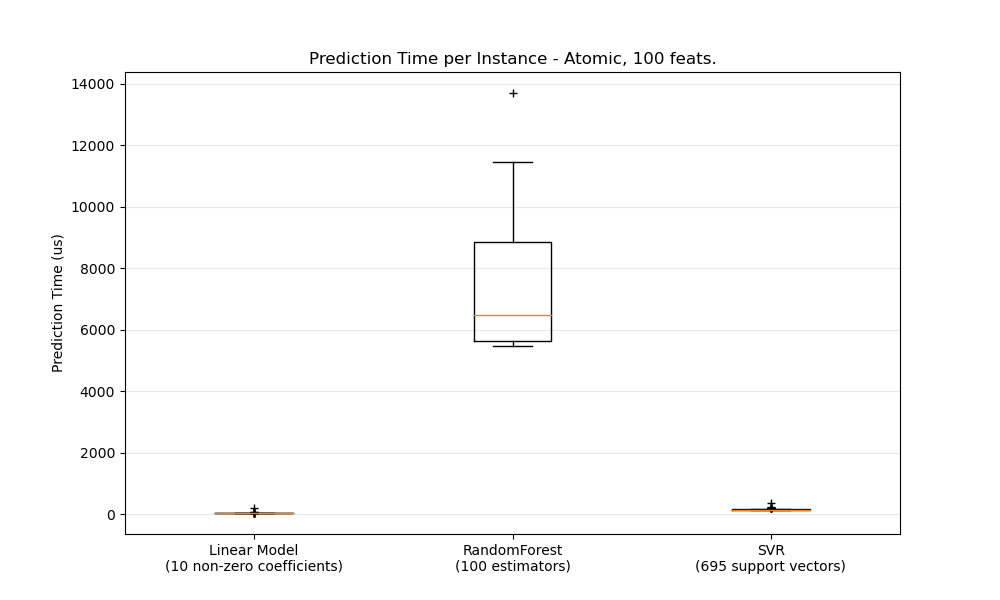 Prediction Time per Instance - Atomic, 100 feats.
Prediction Time (us)
14000
12000
10000
8000
6000
4000
2000
0
Linear Model
(10 non-zero coefficients)
RandomForest
(100 estimators)
SVR
(695 support vectors)